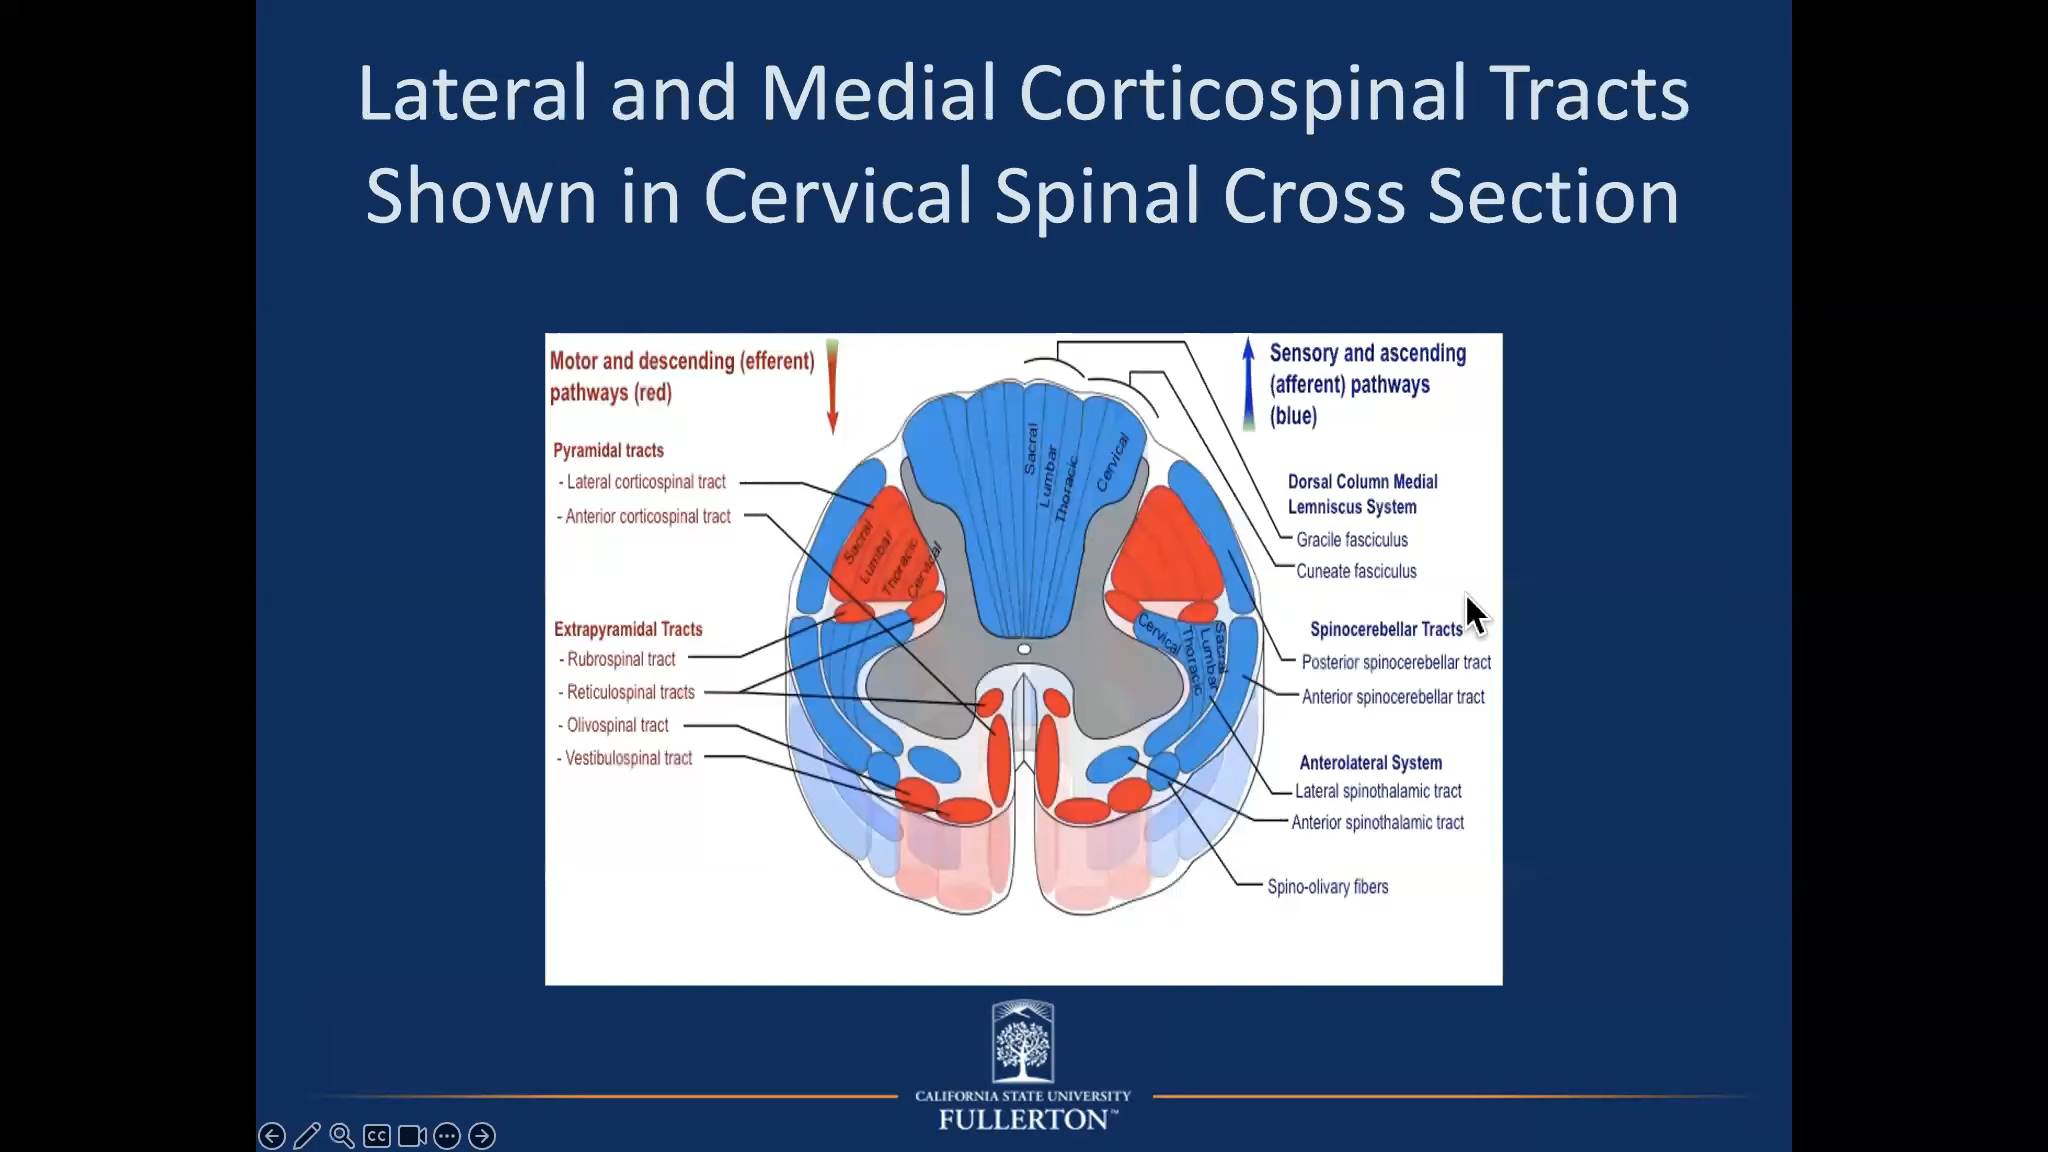 Lateral and Medial Corticospinal Tracts
Shown in Cervical Spinal Cross Section
Motor and descending (efferent)
pathways (red)
Pyramidal tracts
- Lateral corticospinal tract
- Anterior corticospinal tract
Extrapyramidal Tracts
- Rubrospinal tract
- Reticulospinal tracts
- Olivospinal tract
- Vestibulospinal tract
Sacral
Lumbar
Thoracic
Cervical
Sacral
Lumbar
Thoracic
Cervical
Cervical
Thoracic
Lumbar
Sacral
Sensory and ascending
(afferent) pathways
(blue)
Dorsal Column Medial
Lemniscus System
Gracile fasciculus
Cuneate fasciculus
Spinocerebellar Tracts
Posterior spinocerebellar tract
Anterior spinocerebellar tract
Anterolateral System
Lateral spinothalamic tract
Anterior spinothalamic tract
Spino-olivary fibers
CALIFORNIA STATE UNIVERSITY
FULLERTON™
CC